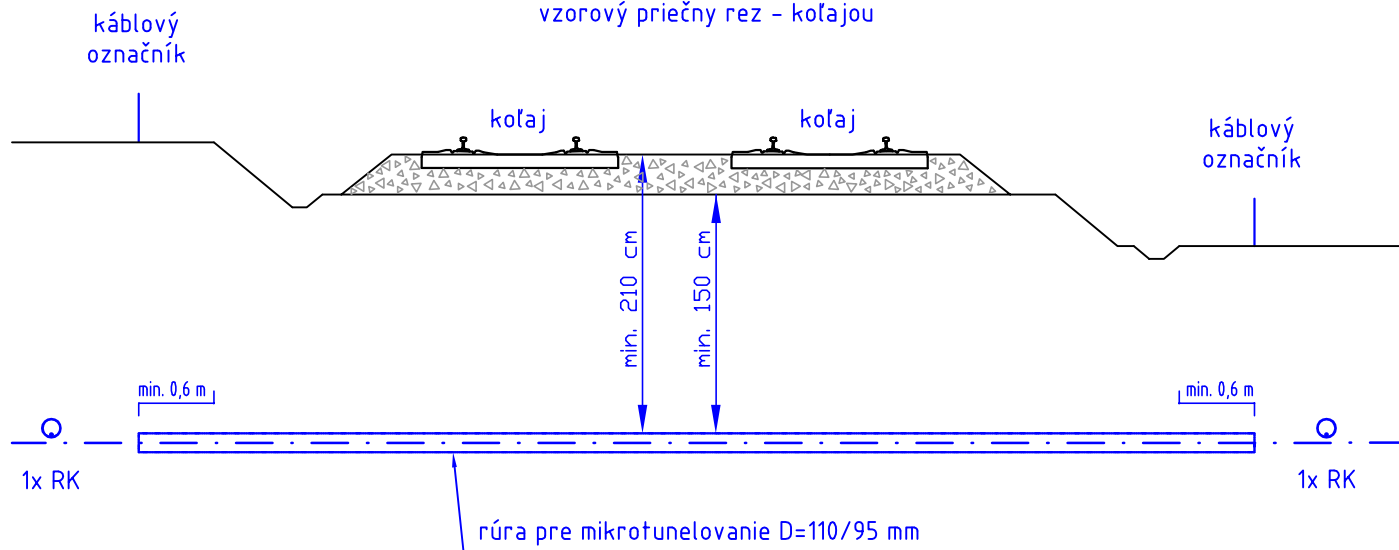 vzorový priečny rez - koľajou
káblový
označník
koľaj
koľaj
káblový
označník
min. 210 cm
min. 150 cm
min. 0,6 m
min. 0,6 m
1x RK
1x RK
rúra pre mikrotunelovanie D=110/95 mm